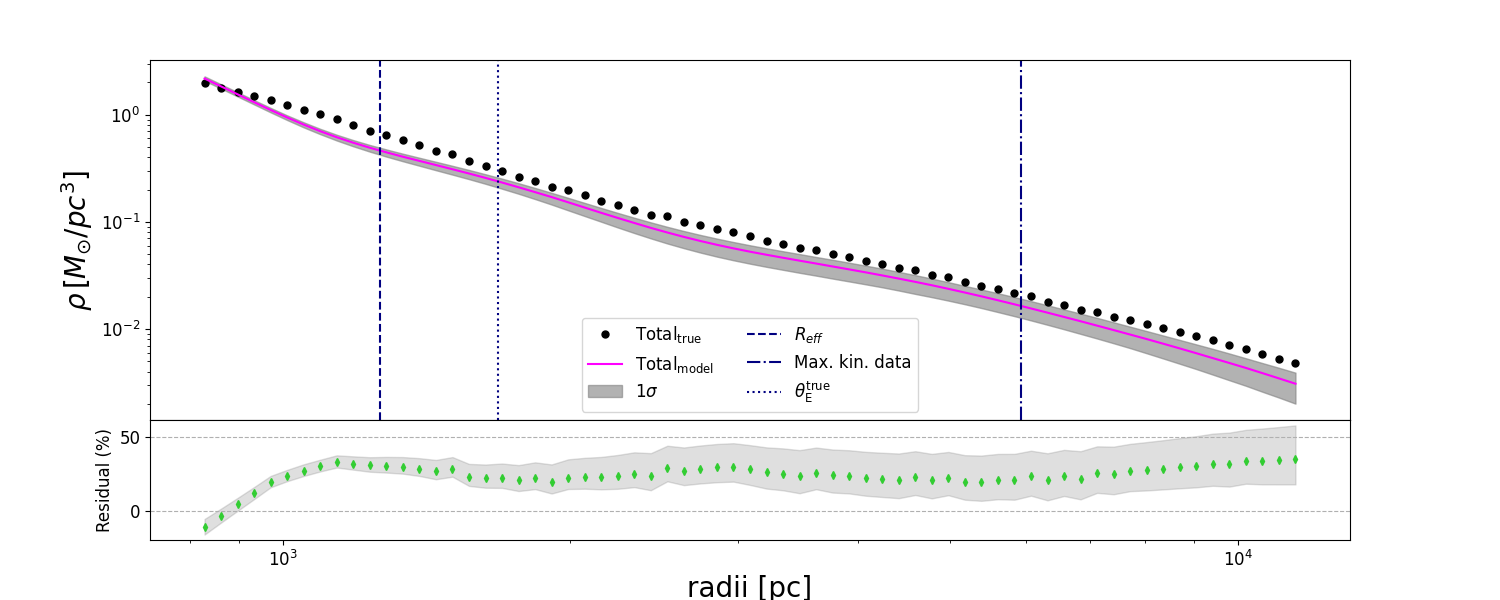 10⁰
10⁻¹
10⁻²
ρ [M⊙/pc³]
Total_true
Total_model
1σ
R_eff
Max. kin. data
θ_E^true
50
0
Residual (%)
10³
10⁴
radii [pc]